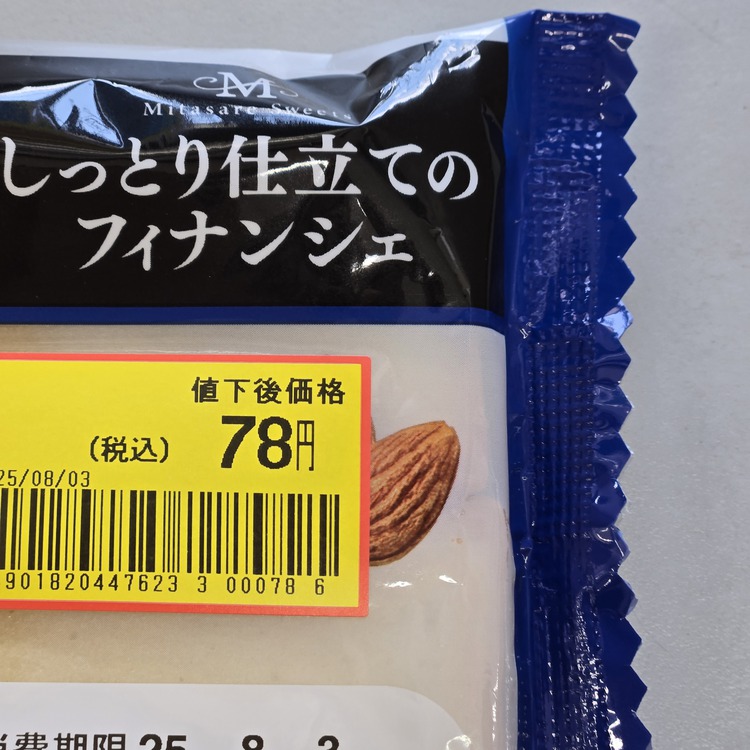 M
Mitasare Sweets
しっとり仕立ての
フィナンシェ
値下後価格
(税込) 78円
25/08/03
901820447623 3 00078 6
消費期限 25 8 3